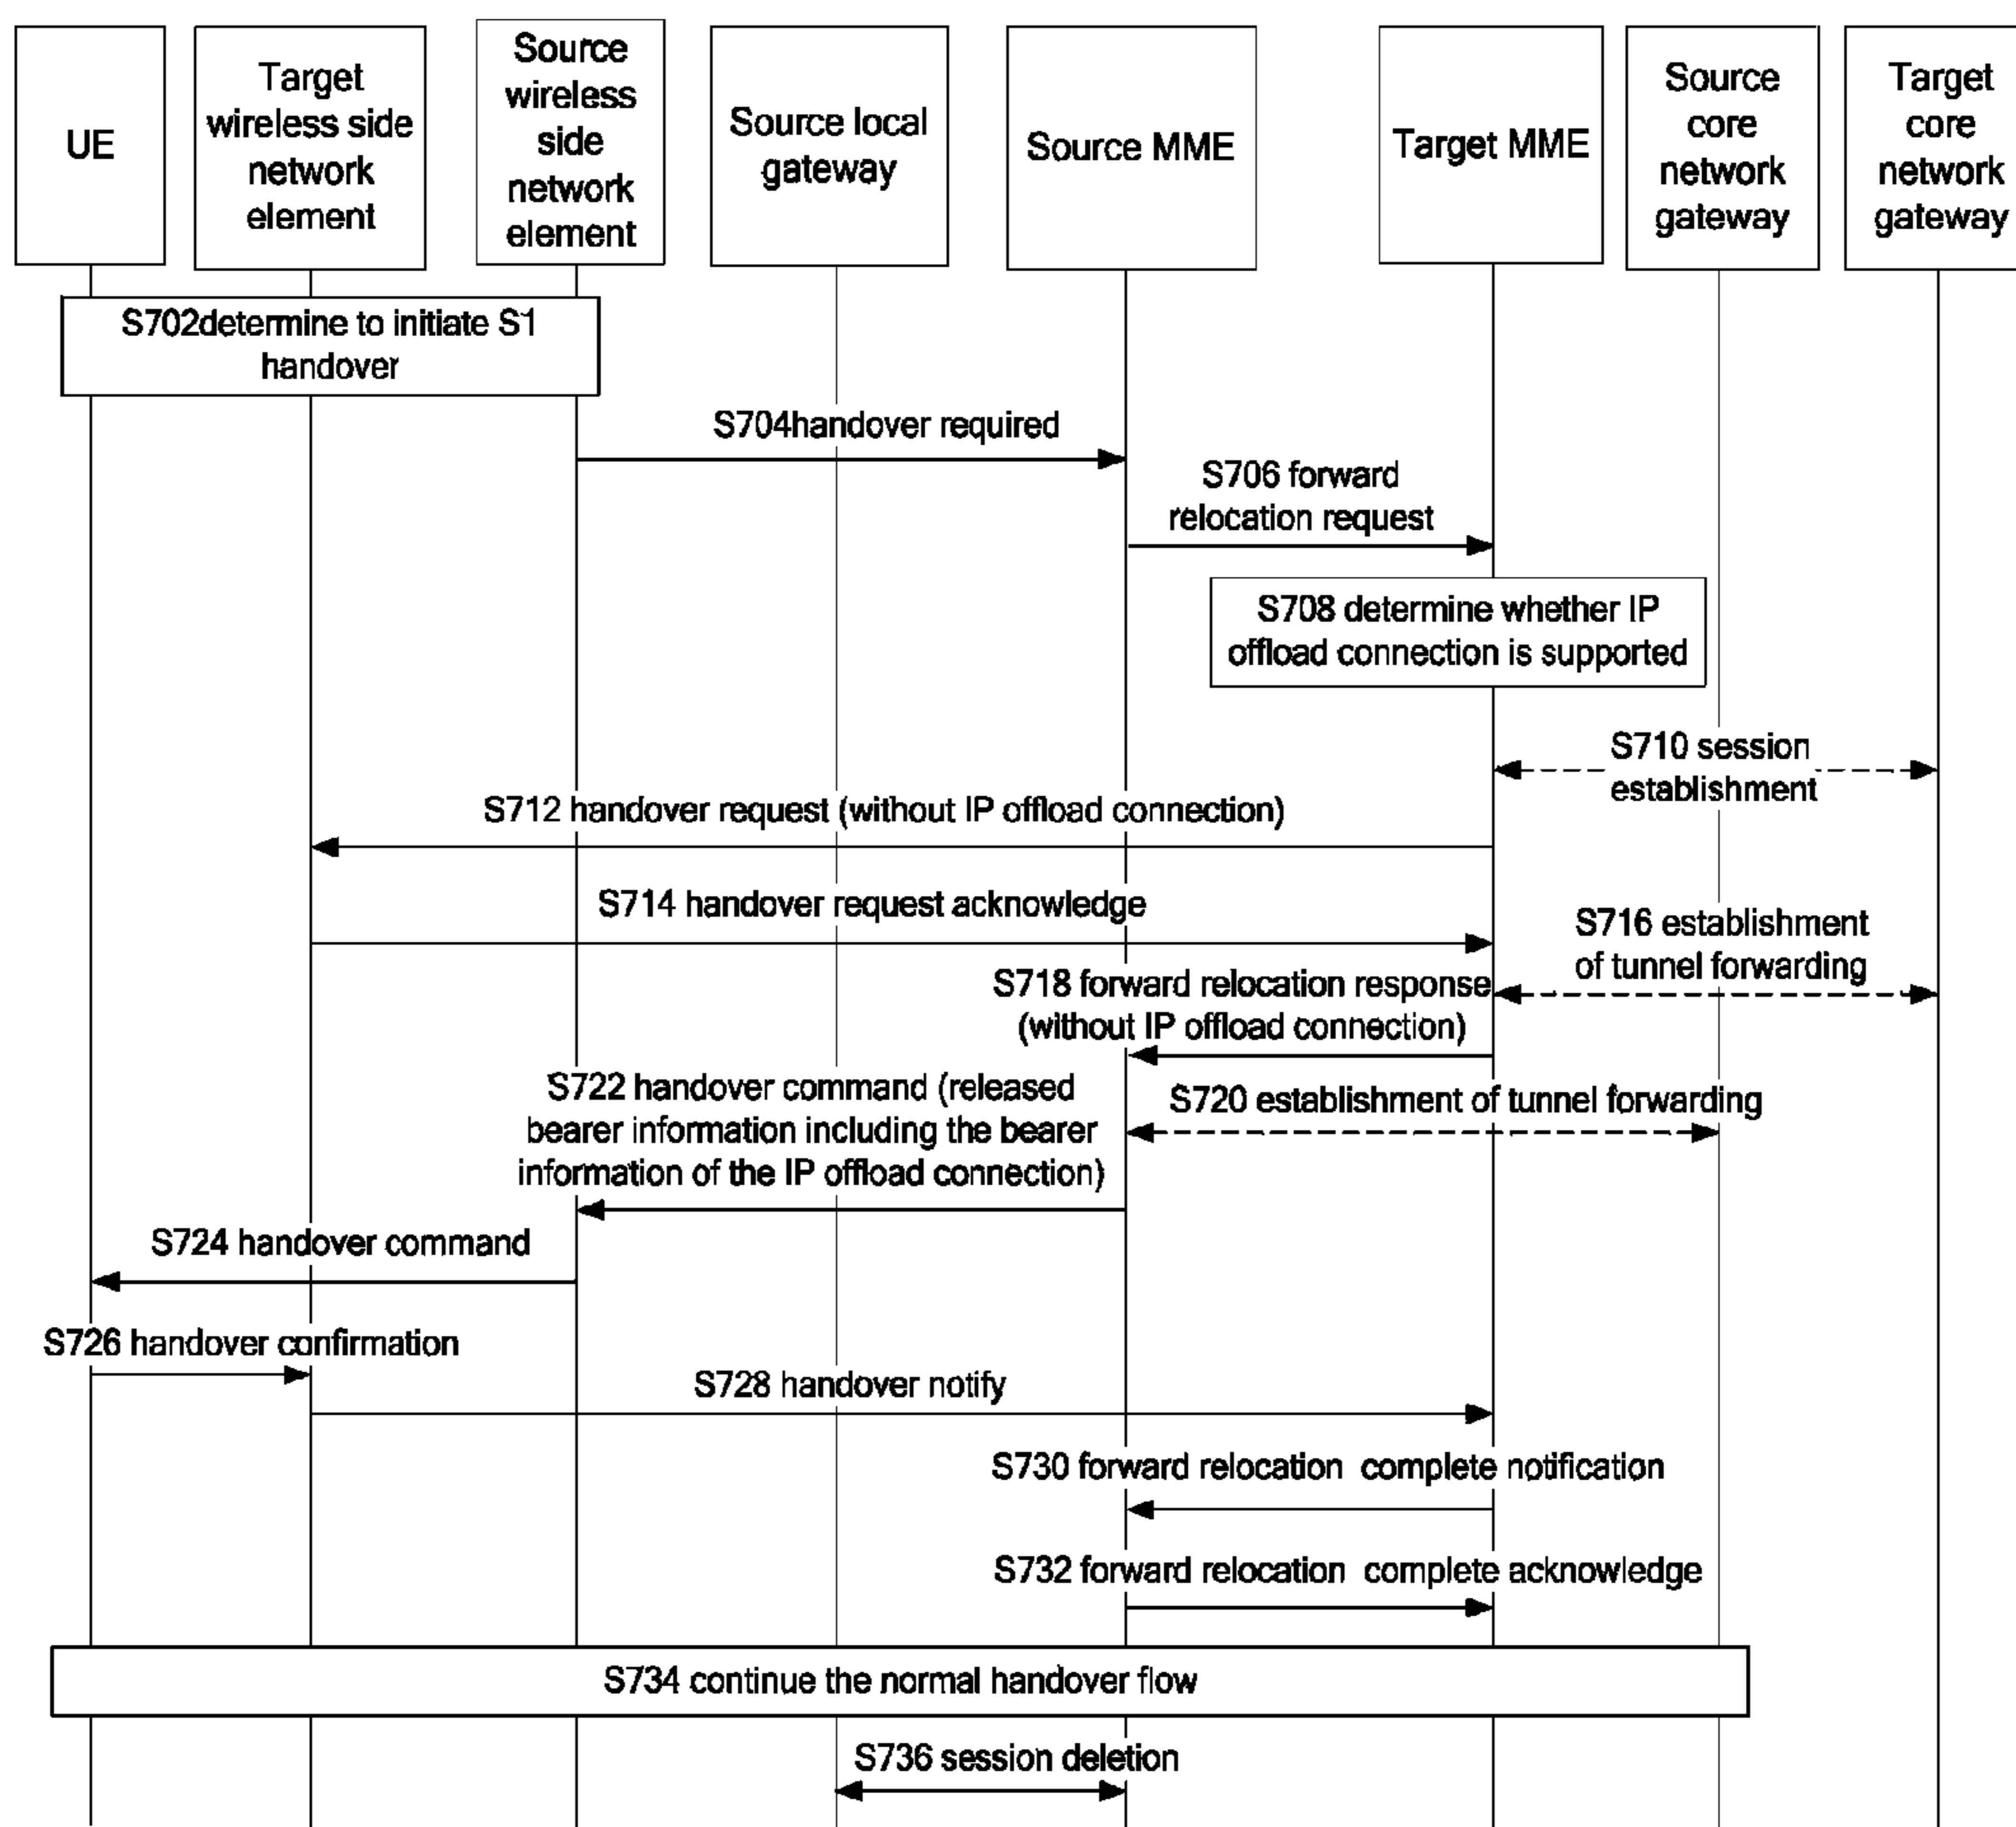 UE
Target
wireless side
network
element
Source
wireless
side
network
element
Source local
gateway
Source MME
Target MME
Source
core
network
gateway
Target
core
network
gateway
S702determine to initiate S1
handover
S704handover required
S706 forward
relocation request
S708 determine whether IP
offload connection is supported
S710 session
establishment
S712 handover request (without IP offload connection)
S714 handover request acknowledge
S716 establishment
of tunnel forwarding
S718 forward relocation response
(without IP offload connection)
S720 establishment of tunnel forwarding
S722 handover command (released
bearer information including the bearer
information of the IP offload connection)
S724 handover command
S726 handover confirmation
S728 handover notify
S730 forward relocation complete notification
S732 forward relocation complete acknowledge
S734 continue the normal handover flow
S736 session deletion